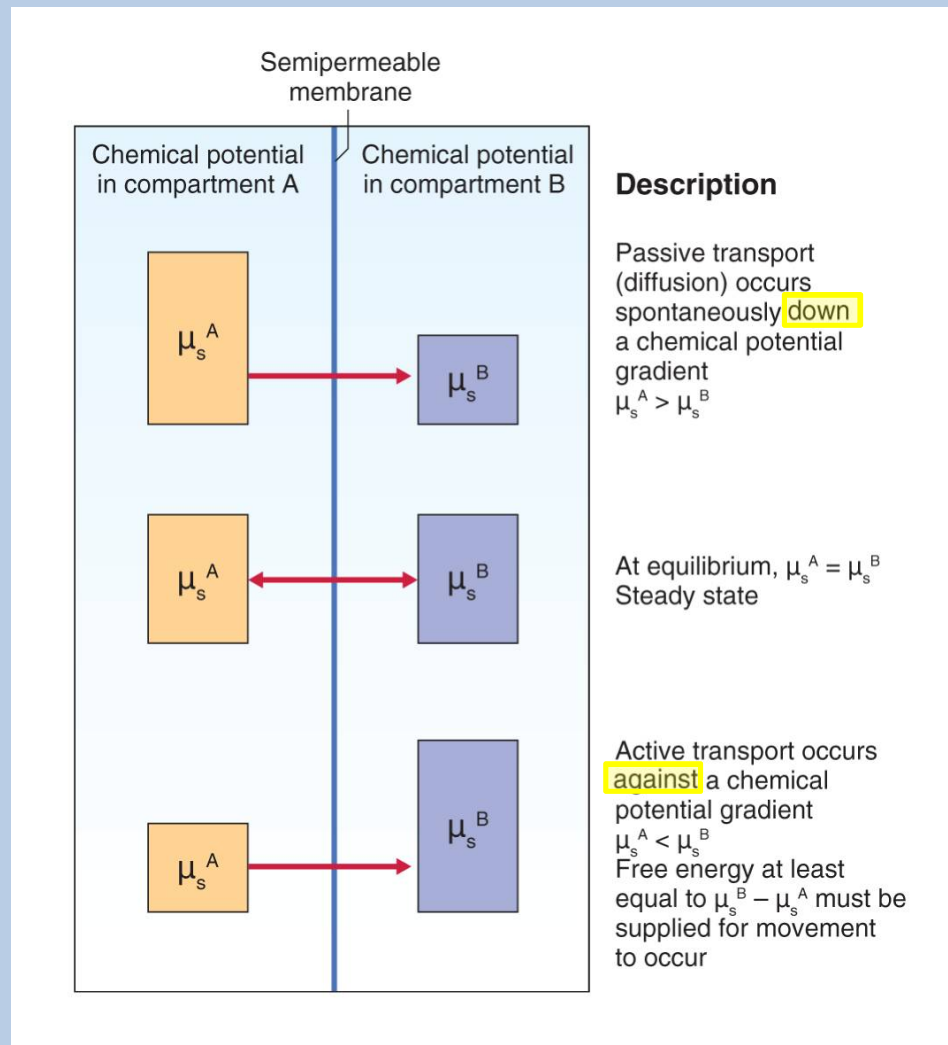 Semipermeable
membrane
Chemical potential
in compartment A
Chemical potential
in compartment B
Description
μₛᴬ
μₛᴮ
Passive transport
(diffusion) occurs
spontaneously down
a chemical potential
gradient
μₛᴬ > μₛᴮ
μₛᴬ
μₛᴮ
At equilibrium, μₛᴬ = μₛᴮ
Steady state
μₛᴬ
μₛᴮ
Active transport occurs
against a chemical
potential gradient
μₛᴬ < μₛᴮ
Free energy at least
equal to μₛᴮ – μₛᴬ must be
supplied for movement
to occur